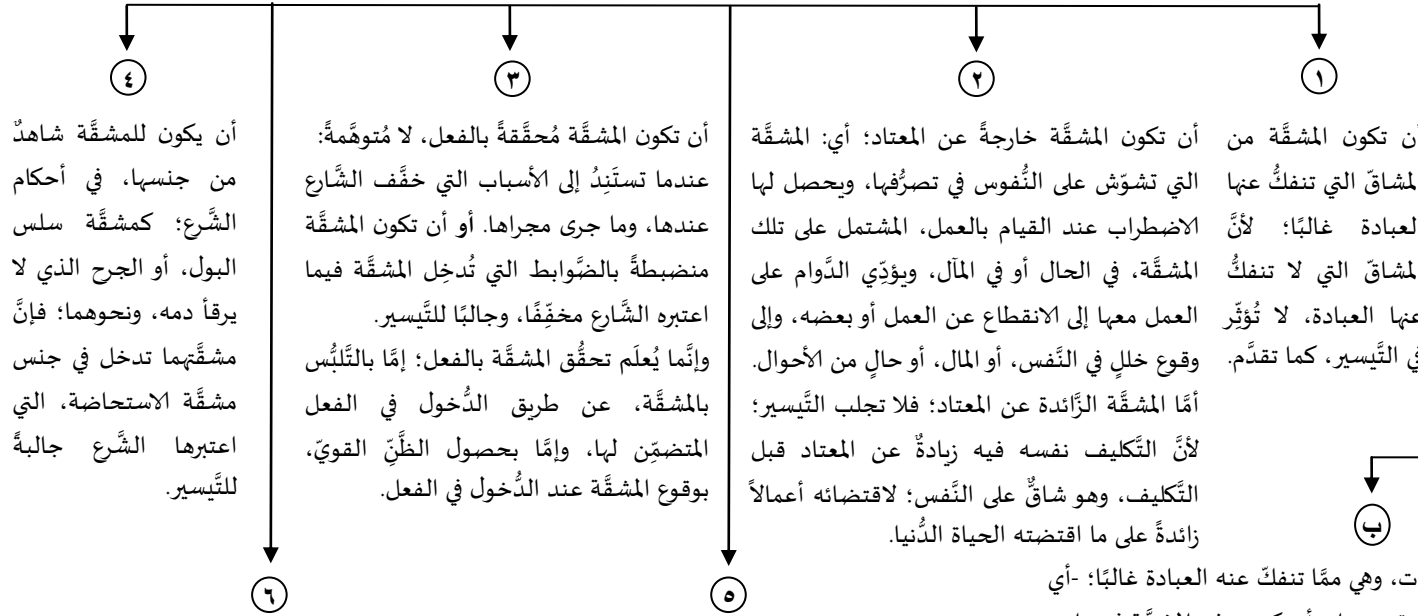 ١
أن تكون المشقَّة من
المشاقّ التي تنفكُّ عنها
العبادة غالبًا؛ لأنَّ
المشاقّ التي لا تنفكُّ
عنها العبادة، لا تُؤثّر
في التَّيسير، كما تقدَّم.
٢
أن تكون المشقَّة خارجةً عن المعتاد؛ أي: المشقَّة
التي تشوّش على النُّفوس في تصرُّفها، ويحصل لها
الاضطراب عند القيام بالعمل، المشتمل على تلك
المشقَّة، في الحال أو في المآل، ويؤدِّي الدَّوام على
العمل معها إلى الانقطاع عن العمل أو بعضه، وإلى
وقوع خللٍ في النَّفس، أو المال، أو حالٍ من الأحوال.
أمَّا المشقَّة الزَّائدة عن المعتاد؛ فلا تجلب التَّيسير؛
لأنَّ التَّكليف نفسه فيه زيادةٌ عن المعتاد قبل
التَّكليف، وهو شاقٌّ على النَّفس؛ لاقتضائه أعمالاً
زائدةً على ما اقتضته الحياة الدُّنيا.
٣
أن تكون المشقَّة مُحقَّقةً بالفعل، لا مُتوهَّمةً:
عندما تستَنِدُ إلى الأسباب التي خفَّف الشَّارع
عندها، وما جرى مجراها. أو أن تكون المشقَّة
منضبطةً بالضَّوابط التي تُدخِل المشقَّة فيما
اعتبره الشَّارع مخفِّفًا، وجالبًا للتَّيسير.
وإنَّما يُعلَم تحقُّق المشقَّة بالفعل؛ إمَّا بالتَّلبُّس
بالمشقَّة، عن طريق الدُّخول في الفعل
المتضمِّن لها، وإمَّا بحصول الظَّنِّ القويّ،
بوقوع المشقَّة عند الدُّخول في الفعل.
٤
أن يكون للمشقَّة شاهدٌ
من جنسها، في أحكام
الشَّرع؛ كمشقَّة سلس
البول، أو الجرح الذي لا
يرقأ دمه، ونحوهما؛ فإنَّ
مشقَّتهما تدخل في جنس
مشقَّة الاستحاضة، التي
اعتبرها الشَّرع جالبةً
للتَّيسير.
ب
ت، وهي ممَّا تنفكّ عنه العبادة غالبًا؛ -أي
٥
٦